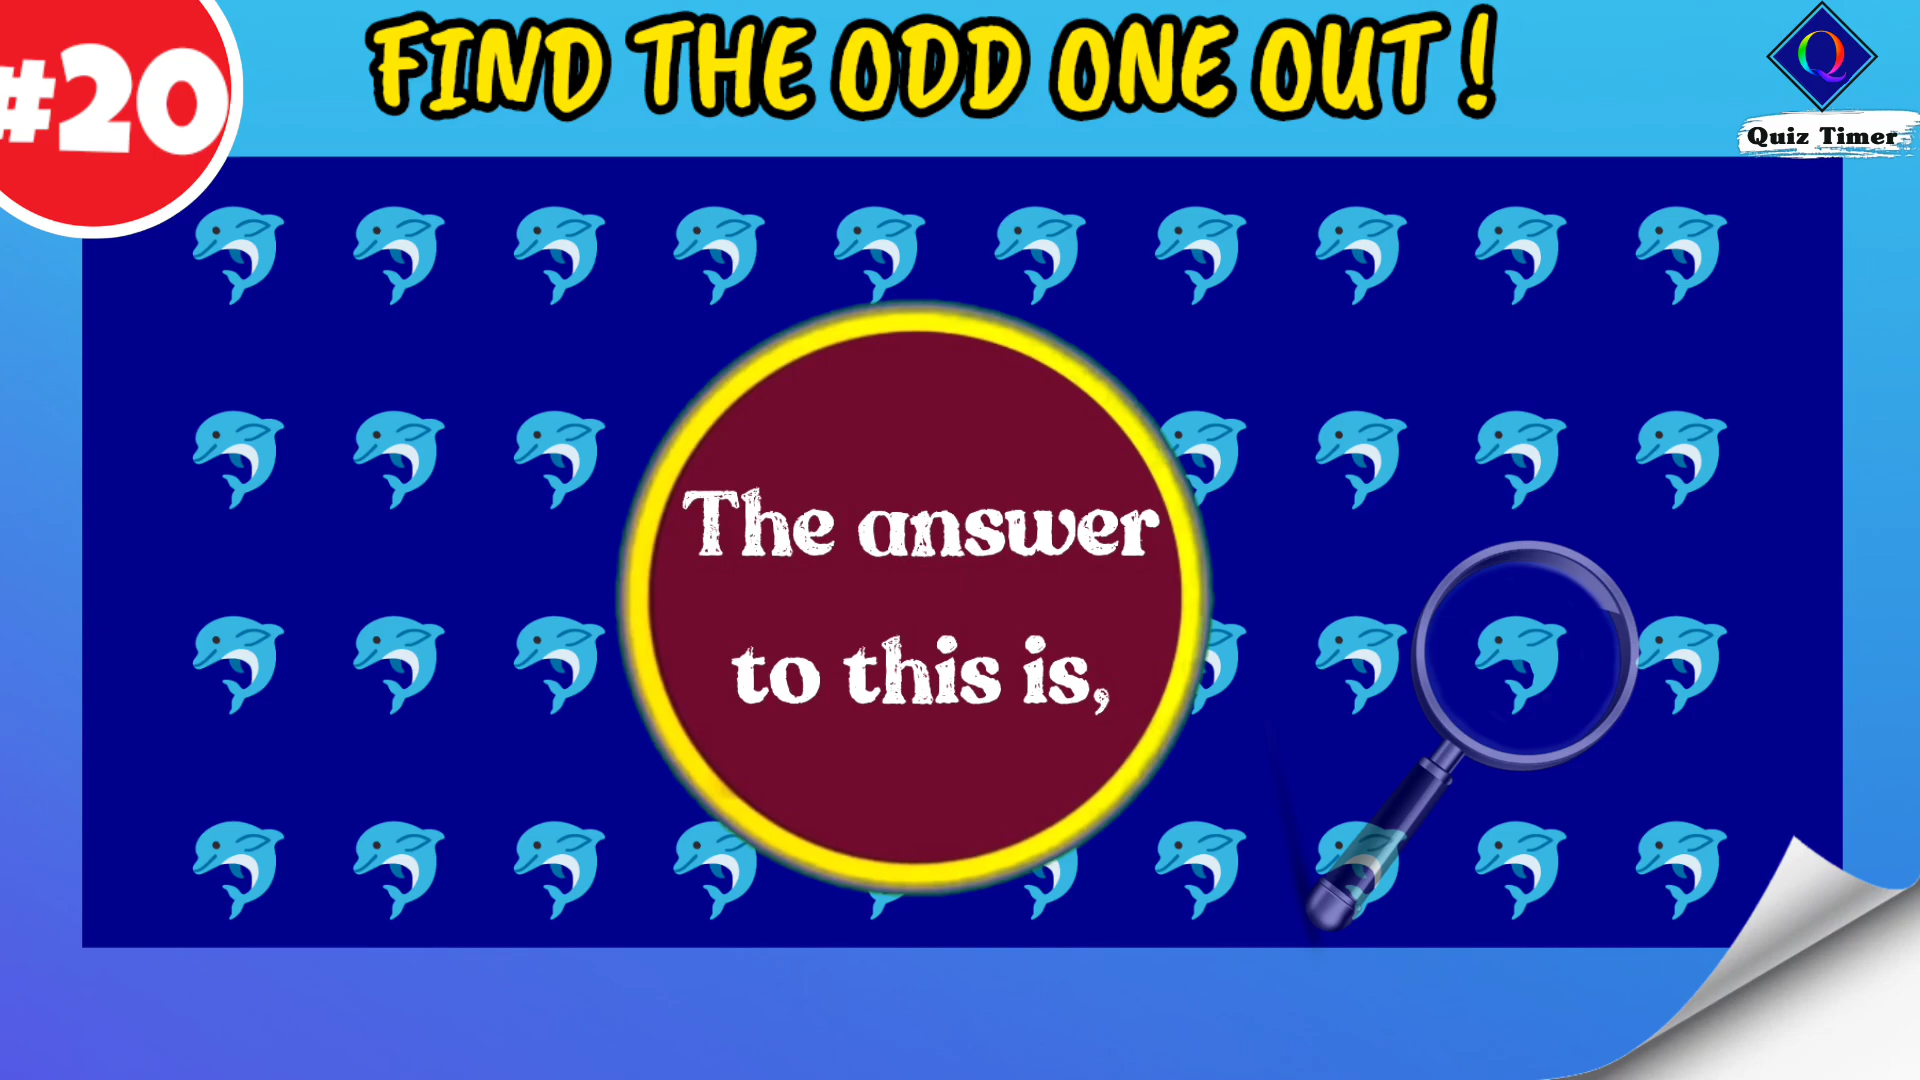 #20
FIND THE ODD ONE OUT!
Q
Quiz Timer
The answer
to this is,